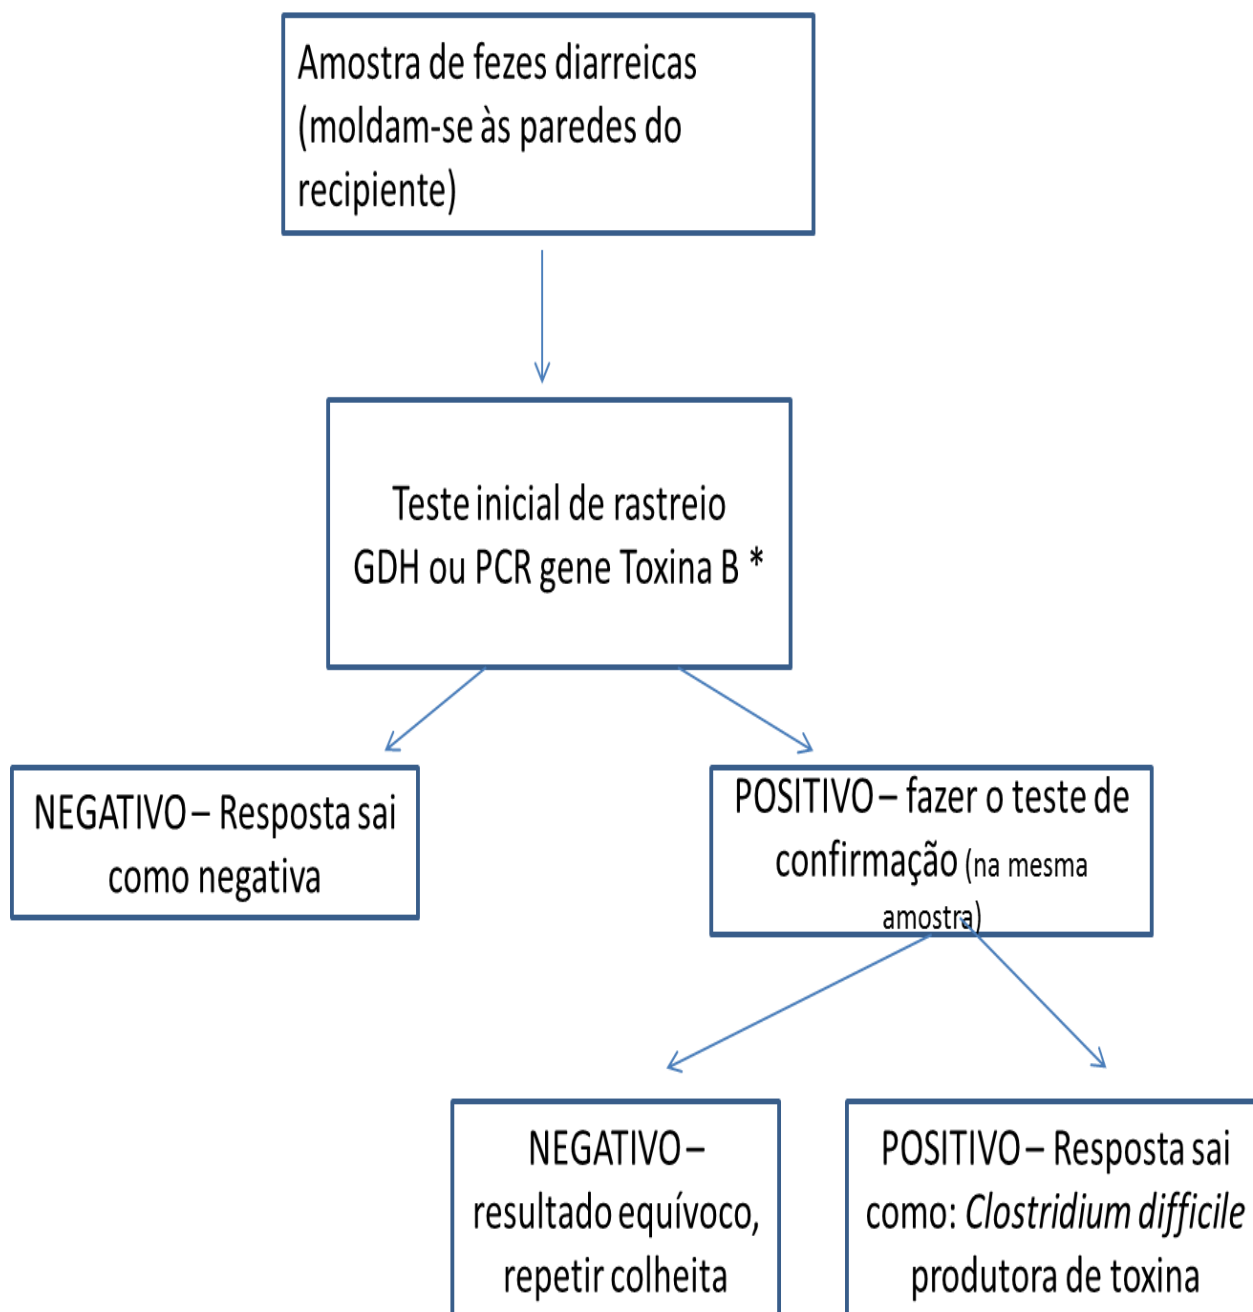 Amostra de fezes diarreicas
(moldam-se às paredes do
recipiente)
Teste inicial de rastreio
GDH ou PCR gene Toxina B *
NEGATIVO – Resposta sai
como negativa
POSITIVO – fazer o teste de
confirmação (na mesma
amostra)
NEGATIVO –
resultado equívoco,
repetir colheita
POSITIVO – Resposta sai
como: Clostridium difficile
produtora de toxina